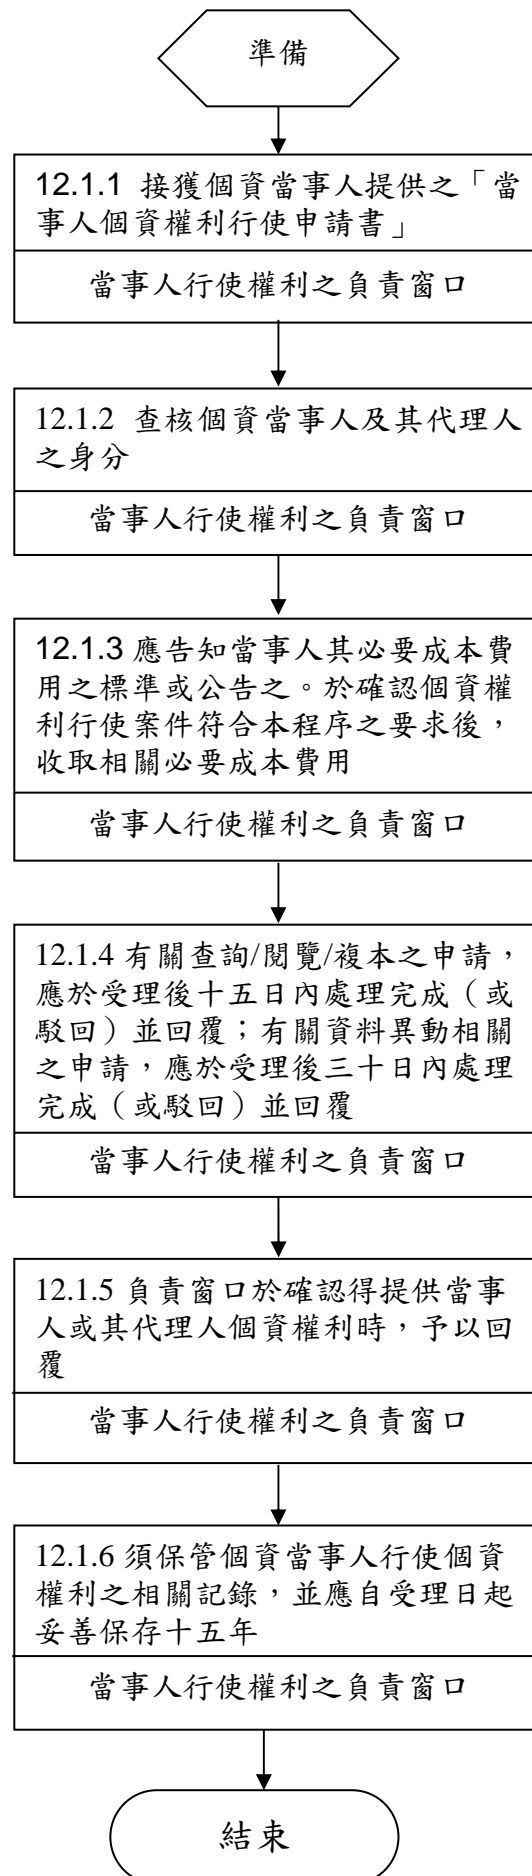 準備
12.1.1 接獲個資當事人提供之「當
事人個資權利行使申請書」
當事人行使權利之負責窗口
12.1.2 查核個資當事人及其代理人
之身分
當事人行使權利之負責窗口
12.1.3 應告知當事人其必要成本費
用之標準或公告之。於確認個資權
利行使案件符合本程序之要求後，
收取相關必要成本費用
當事人行使權利之負責窗口
12.1.4 有關查詢/閱覽/複本之申請，
應於受理後十五日內處理完成（或
駁回）並回覆；有關資料異動相關
之申請，應於受理後三十日內處理
完成（或駁回）並回覆
當事人行使權利之負責窗口
12.1.5 負責窗口於確認得提供當事
人或其代理人個資權利時，予以回
覆
當事人行使權利之負責窗口
12.1.6 須保管個資當事人行使個資
權利之相關記錄，並應自受理日起
妥善保存十五年
當事人行使權利之負責窗口
結束